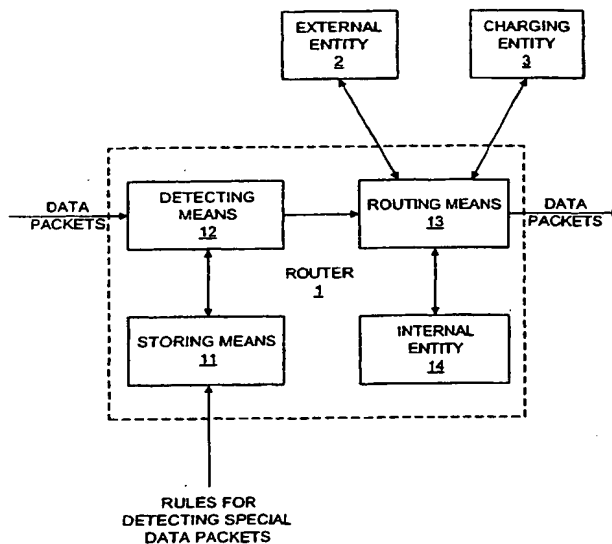 EXTERNAL
ENTITY
2
CHARGING
ENTITY
3
DATA
PACKETS
DETECTING
MEANS
12
ROUTING MEANS
13
DATA
PACKETS
ROUTER
1
STORING MEANS
11
INTERNAL
ENTITY
14
RULES FOR
DETECTING SPECIAL
DATA PACKETS